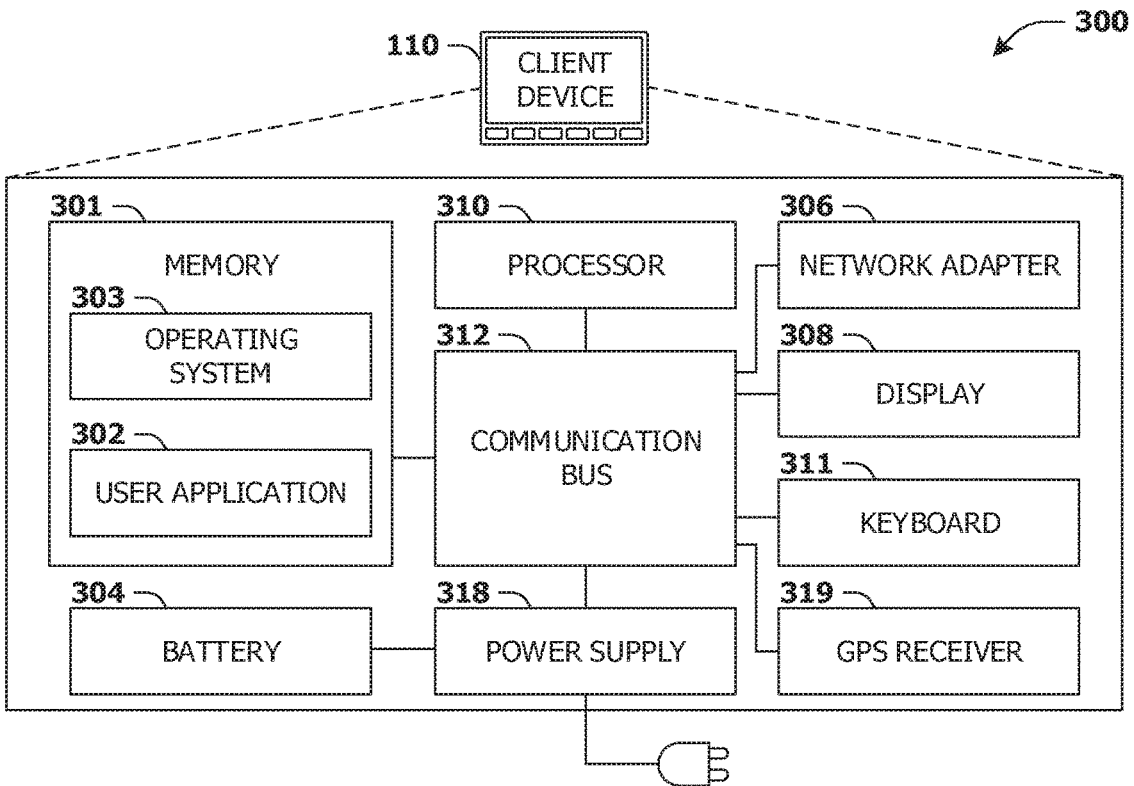 300
110
CLIENT
DEVICE
301
MEMORY
303
OPERATING
SYSTEM
302
USER APPLICATION
310
PROCESSOR
312
COMMUNICATION
BUS
306
NETWORK ADAPTER
308
DISPLAY
311
KEYBOARD
304
BATTERY
318
POWER SUPPLY
319
GPS RECEIVER